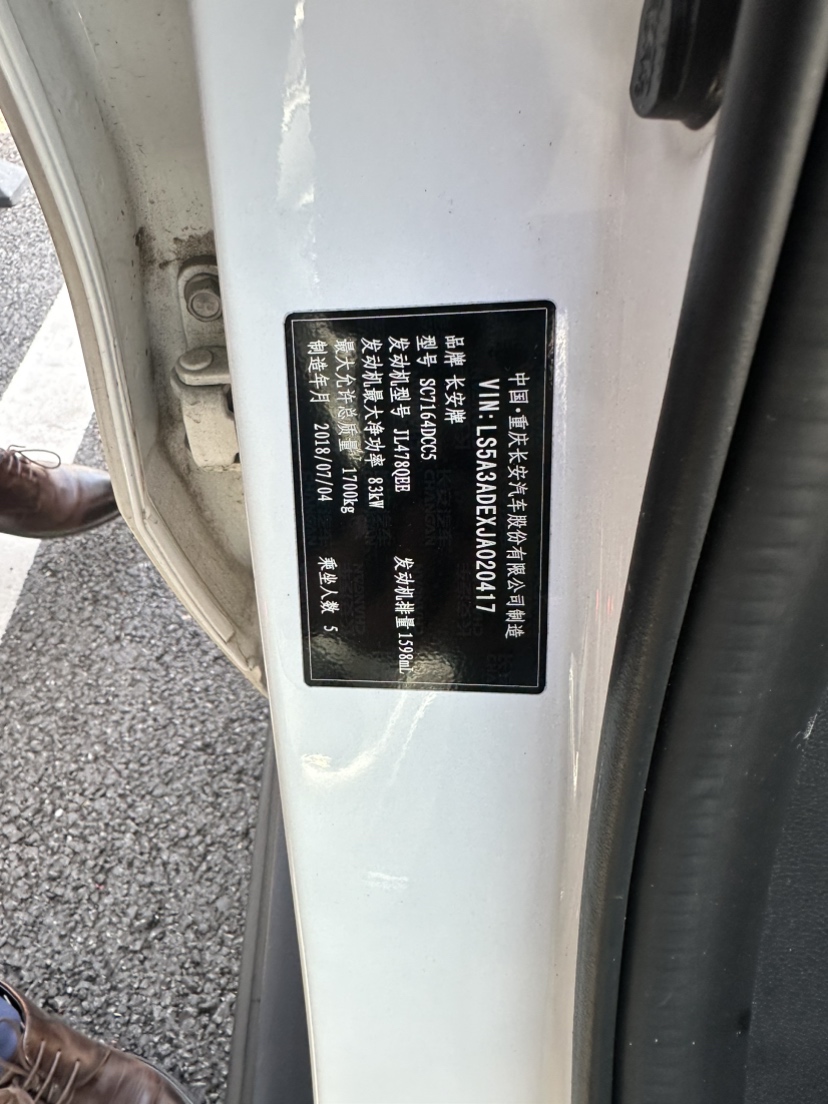 中国·重庆长安汽车股份有限公司制造
VIN:LS5A3ADEXJA020417
品牌 长安牌
型号 SC7164DCC5
发动机型号 JL478QEE 发动机排量 1598mL
发动机最大净功率 83kW
最大允许总质量 1700kg
制造年月 2018/07/04 乘坐人数 5